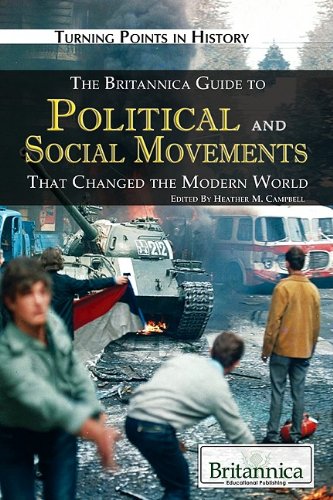 TURNING POINTS IN HISTORY
THE BRITANNICA GUIDE TO
POLITICAL AND
SOCIAL MOVEMENTS
THAT CHANGED THE MODERN WORLD
EDITED BY HEATHER M. CAMPBELL
212
Britannica
Educational Publishing